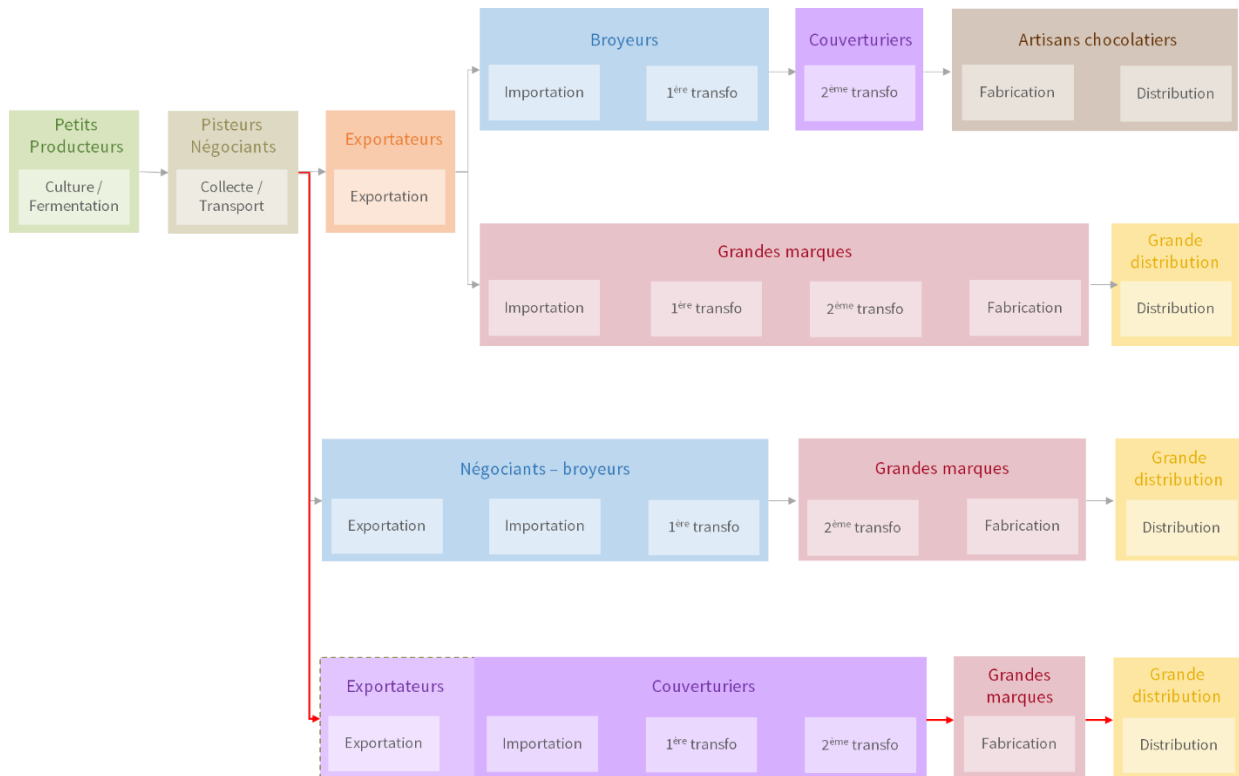 Broyeurs
Importation
1ère transfo
Couverturiers
2ème transfo
Artisans chocolatiers
Fabrication
Distribution
Petits
Producteurs
Culture /
Fermentation
Pisteurs
Négociants
Collecte /
Transport
Exportateurs
Exportation
Grandes marques
Importation
1ère transfo
2ème transfo
Fabrication
Grande
distribution
Distribution
Négociants – broyeurs
Exportation
Importation
1ère transfo
Grandes marques
2ème transfo
Fabrication
Grande
distribution
Distribution
Exportateurs
Exportation
Couverturiers
Importation
1ère transfo
2ème transfo
Grandes
marques
Fabrication
Grande
distribution
Distribution